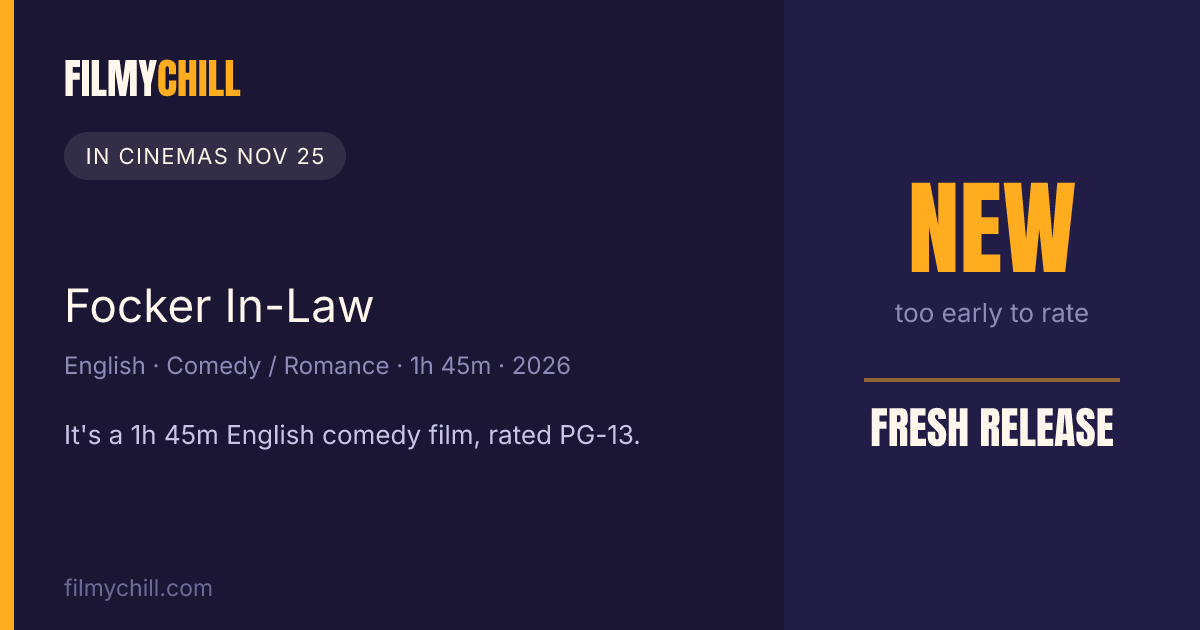 FILMYCHILL
IN CINEMAS NOV 25
Focker In-Law
English · Comedy / Romance · 1h 45m · 2026
It's a 1h 45m English comedy film, rated PG-13.
filmychill.com
NEW
too early to rate
FRESH RELEASE